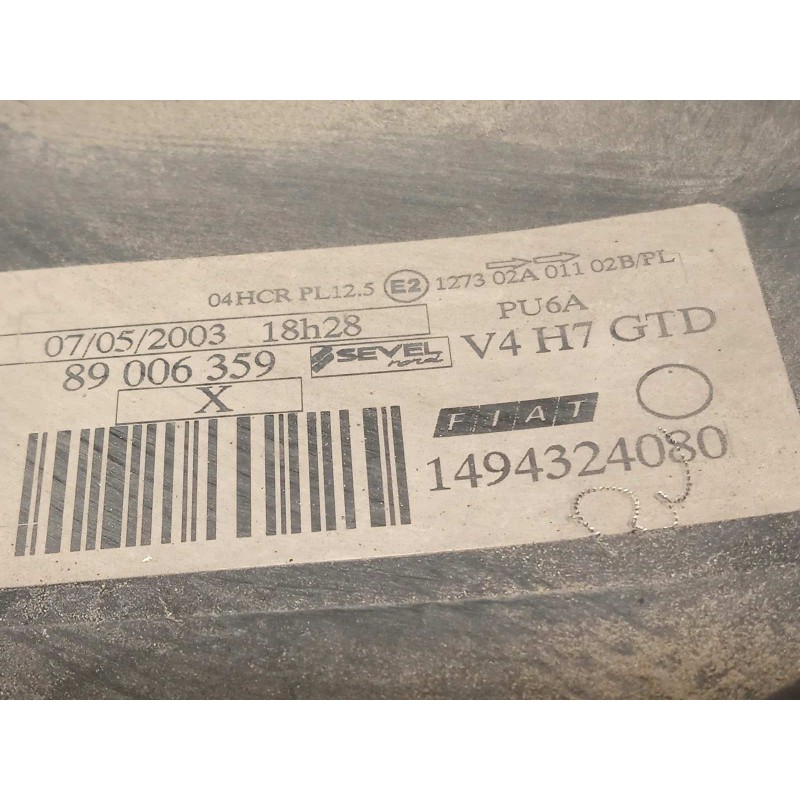 04HCR PL12.5 E2 1273 02A 011 02B/PL
07/05/2003 18h28
PU6A
89 006 359 SEVEL nord V4 H7 GTD
X
FIAT
1494324080